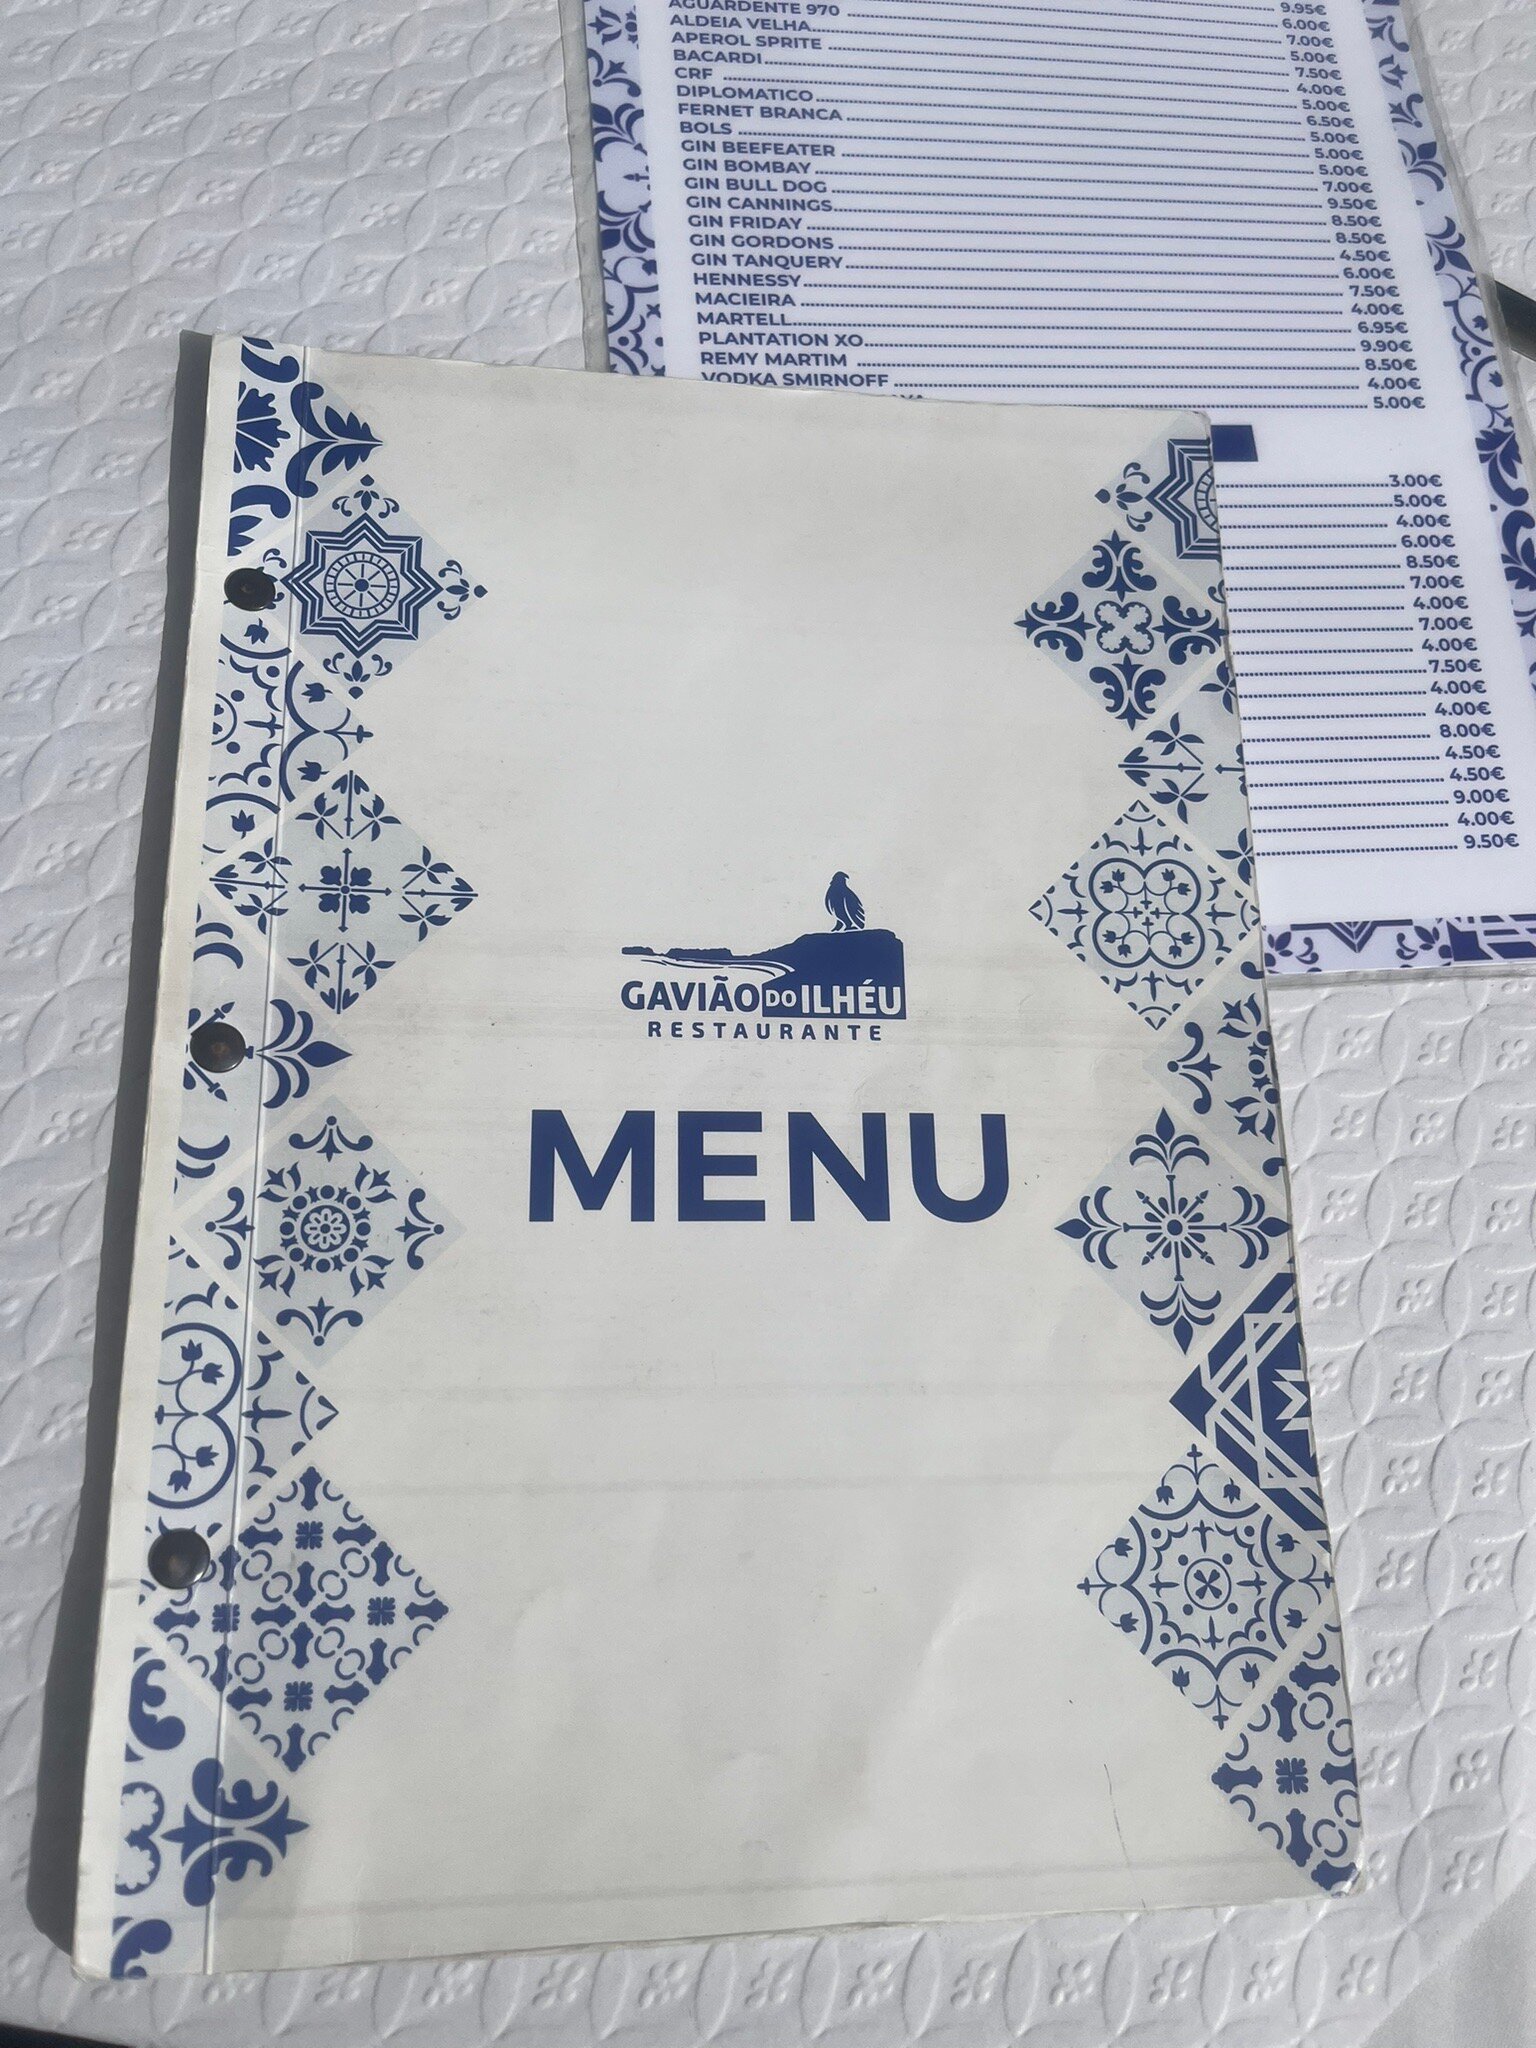 9.95€
6.00€
AGUARDENTE 970 7.00€
ALDEIA VELHA 5.00€
APEROL SPRITE 7.50€
BACARDI 4.00€
CRF 5.00€
DIPLOMATICO 6.50€
FERNET BRANCA 5.00€
BOLS 5.00€
GIN BEEFEATER 5.00€
GIN BOMBAY 7.00€
GIN BULL DOG 9.50€
GIN CANNINGS 8.50€
GIN FRIDAY 8.50€
GIN GORDONS 4.50€
GIN TANQUERY 6.00€
HENNESSY 7.50€
MACIEIRA 4.00€
MARTELL 6.95€
PLANTATION XO 9.90€
REMY MARTIM 8.50€
VODKA SMIRNOFF 4.00€
5.00€
3.00€
5.00€
4.00€
6.00€
8.50€
7.00€
4.00€
7.00€
4.00€
7.50€
4.00€
4.00€
8.00€
4.50€
4.50€
9.00€
4.00€
9.50€
GAVIÃO DO ILHÉU
RESTAURANTE
MENU